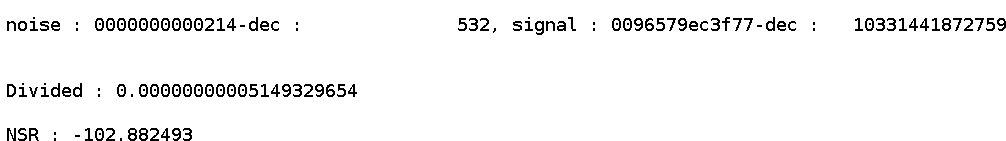 noise : 0000000000214-dec :              532, signal : 0096579ec3f77-dec :   10331441872759
Divided : 0.00000000005149329654
NSR : -102.882493